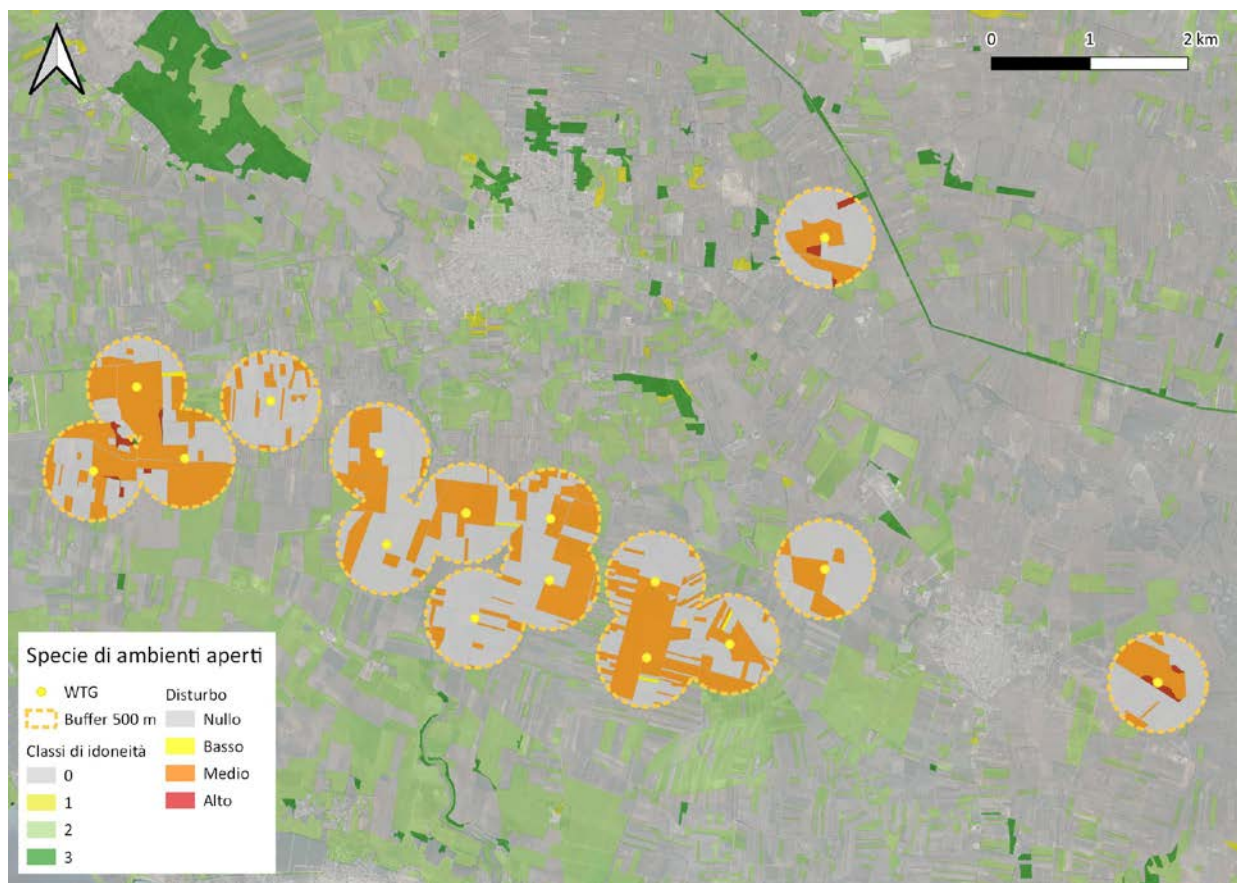 0 1 2 km
Specie di ambienti aperti
WTG
Buffer 500 m
Classi di idoneità
0
1
2
3
Disturbo
Nullo
Basso
Medio
Alto